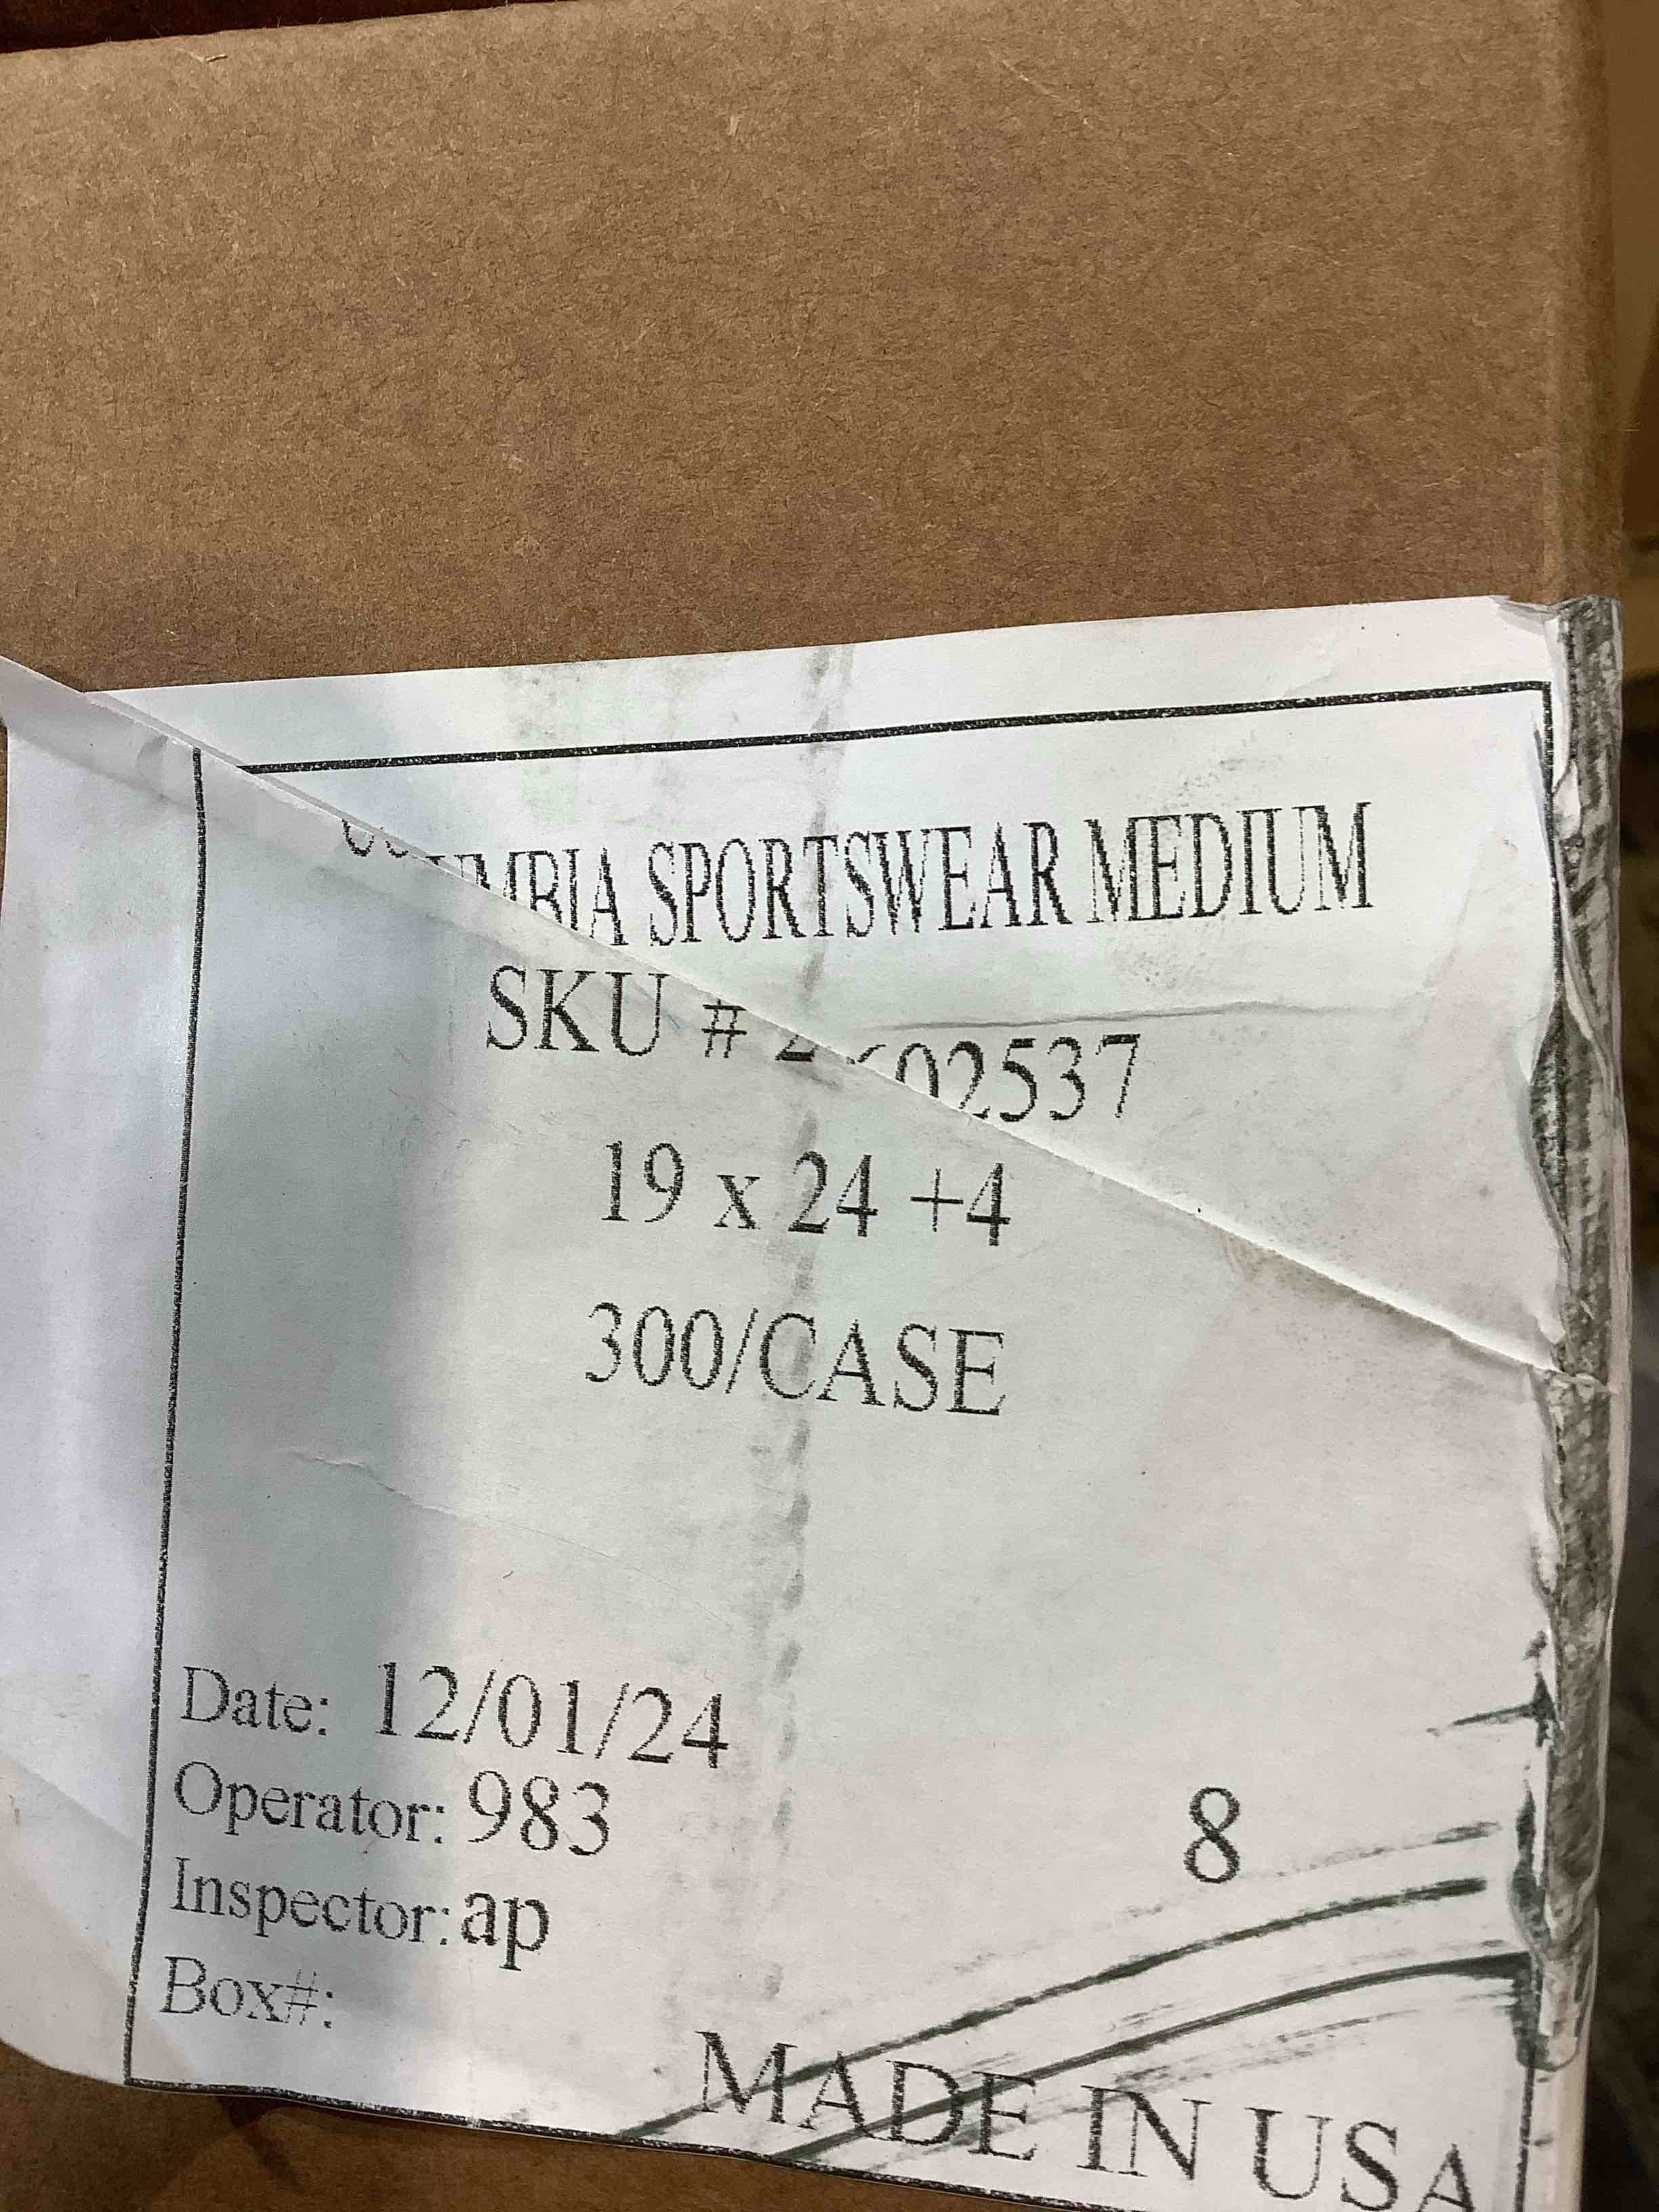 SPORTSWEAR MEDIUM
SKU #
19 x 24 +4
300/CASE
Date: 12/01/24
Operator: 983
8
Inspector: ap
Box#:
MADE IN USA